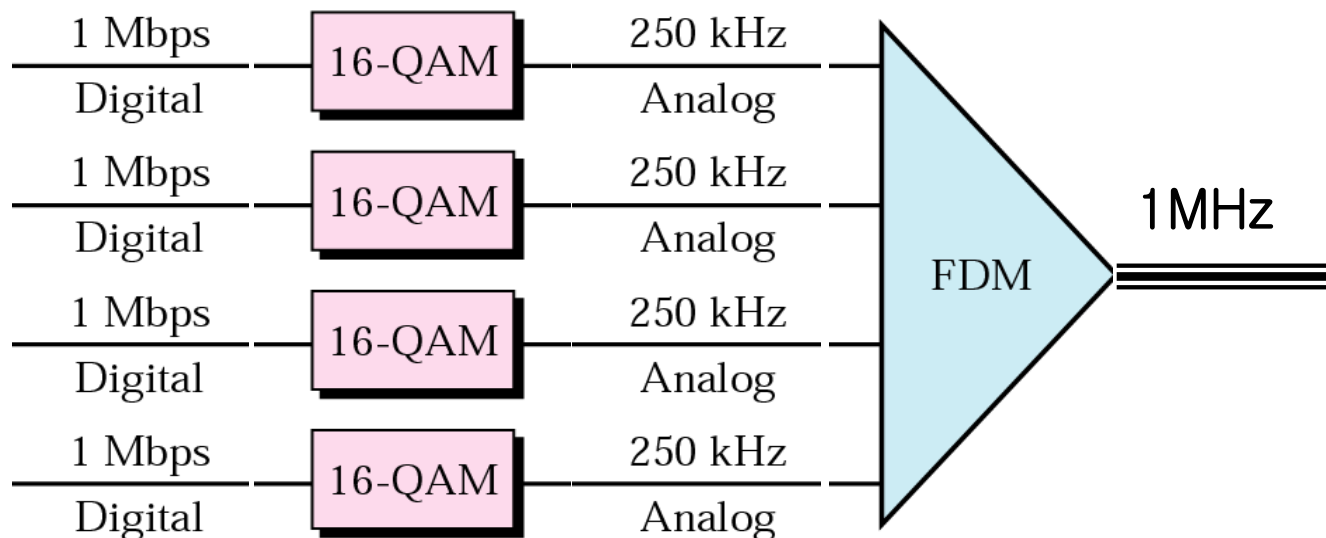 1 Mbps
Digital
16-QAM
250 kHz
Analog
1 Mbps
Digital
16-QAM
250 kHz
Analog
1 Mbps
Digital
16-QAM
250 kHz
Analog
1 Mbps
Digital
16-QAM
250 kHz
Analog
FDM
1MHz